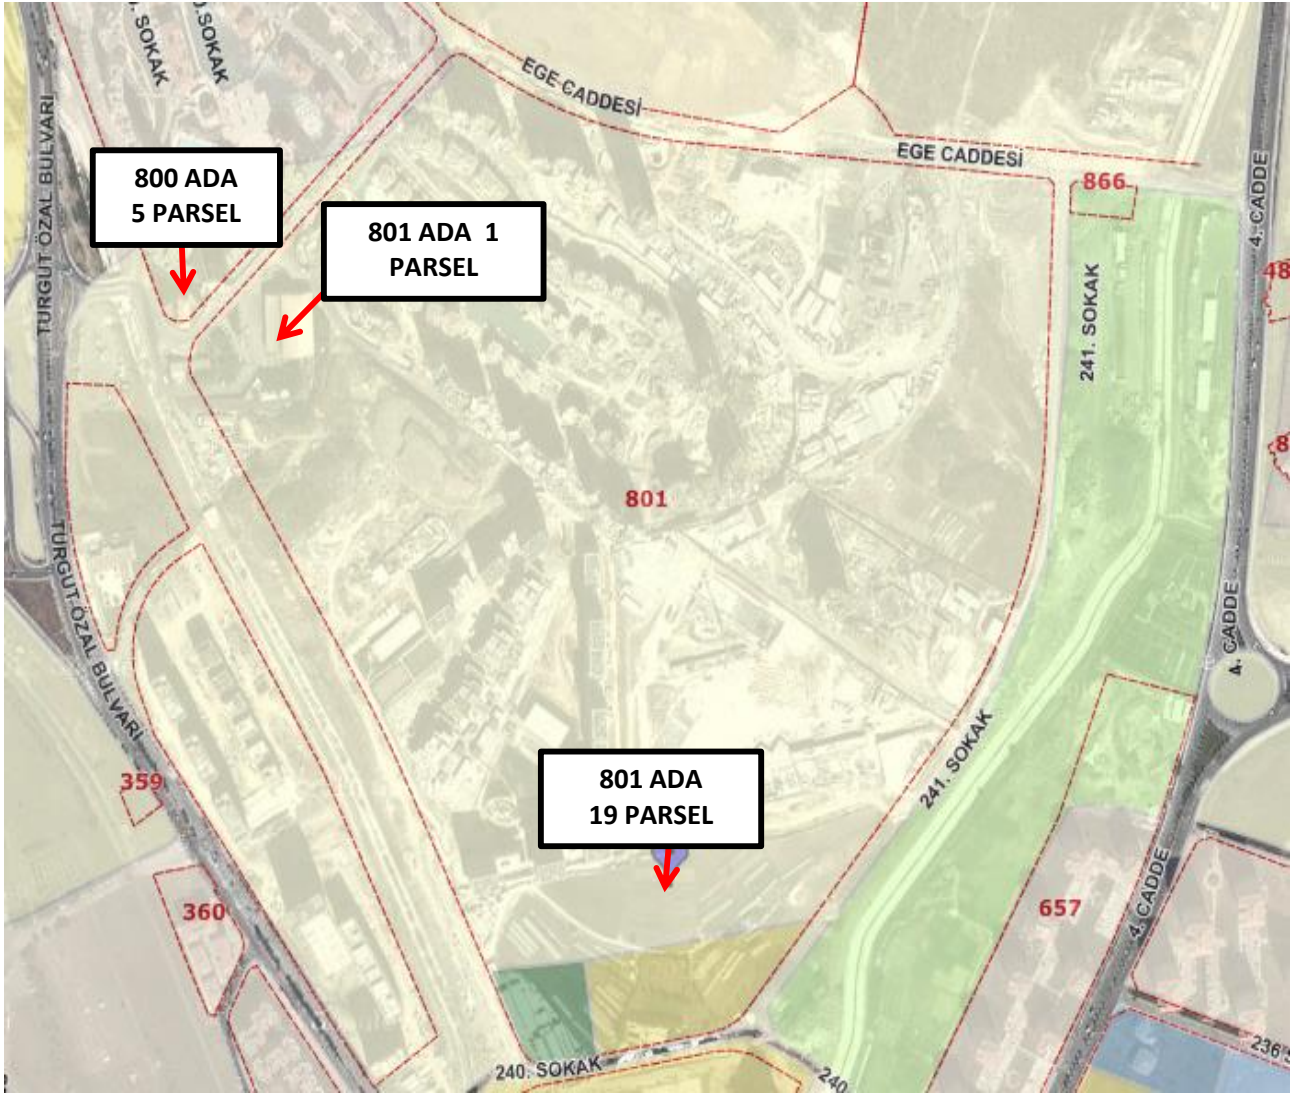 SOKAK
SOKAK
EGE CADDESİ
EGE CADDESİ
TURGUT ÖZAL BULVARI
800 ADA
5 PARSEL
801 ADA 1
PARSEL
866
4. CADDE
48
241. SOKAK
8
801
TURGUT ÖZAL BULVARI
4. CADDE
241. SOKAK
359
801 ADA
19 PARSEL
360
657
4. CADDE
240. SOKAK
240.
236